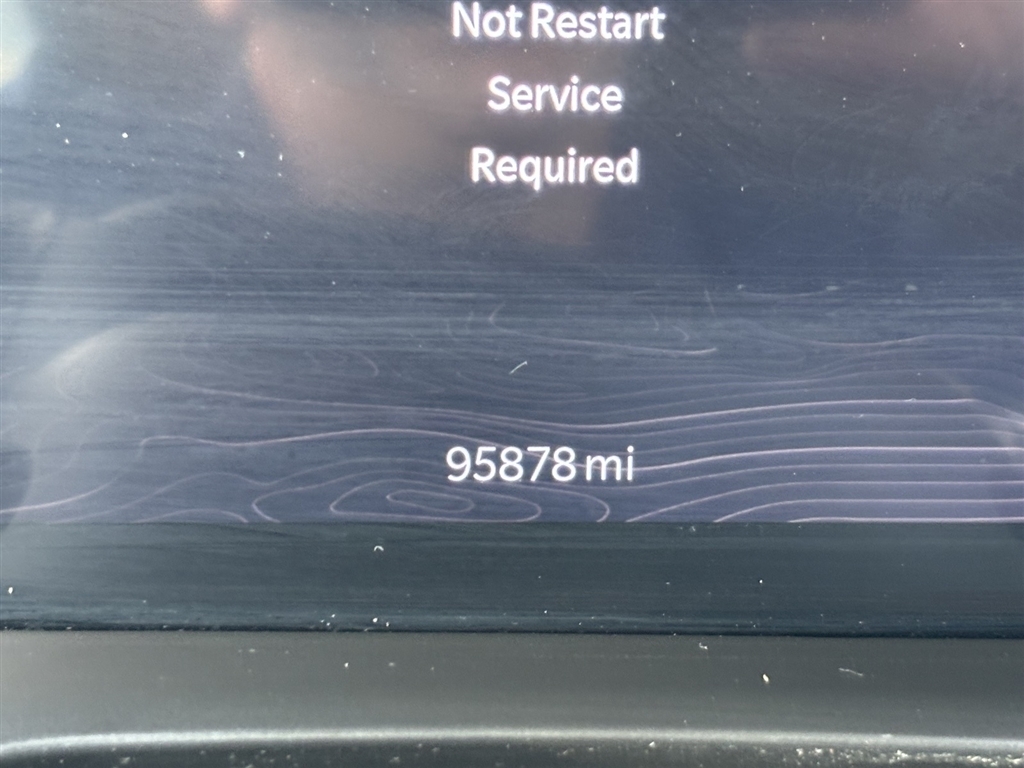 Not Restart
Service
Required
95878 mi